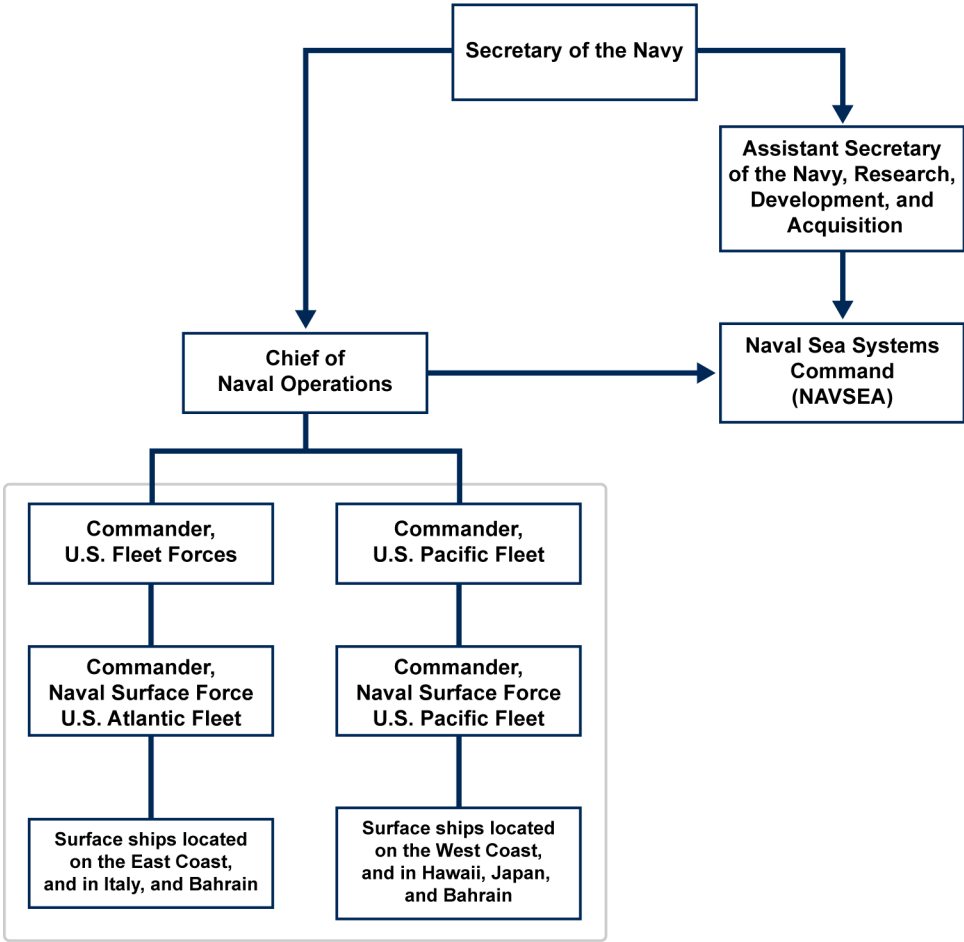 Secretary of the Navy
Assistant Secretary
of the Navy, Research,
Development, and
Acquisition
Chief of
Naval Operations
Naval Sea Systems
Command
(NAVSEA)
Commander,
U.S. Fleet Forces
Commander,
U.S. Pacific Fleet
Commander,
Naval Surface Force
U.S. Atlantic Fleet
Commander,
Naval Surface Force
U.S. Pacific Fleet
Surface ships located
on the East Coast,
and in Italy, and Bahrain
Surface ships located
on the West Coast,
and in Hawaii, Japan,
and Bahrain